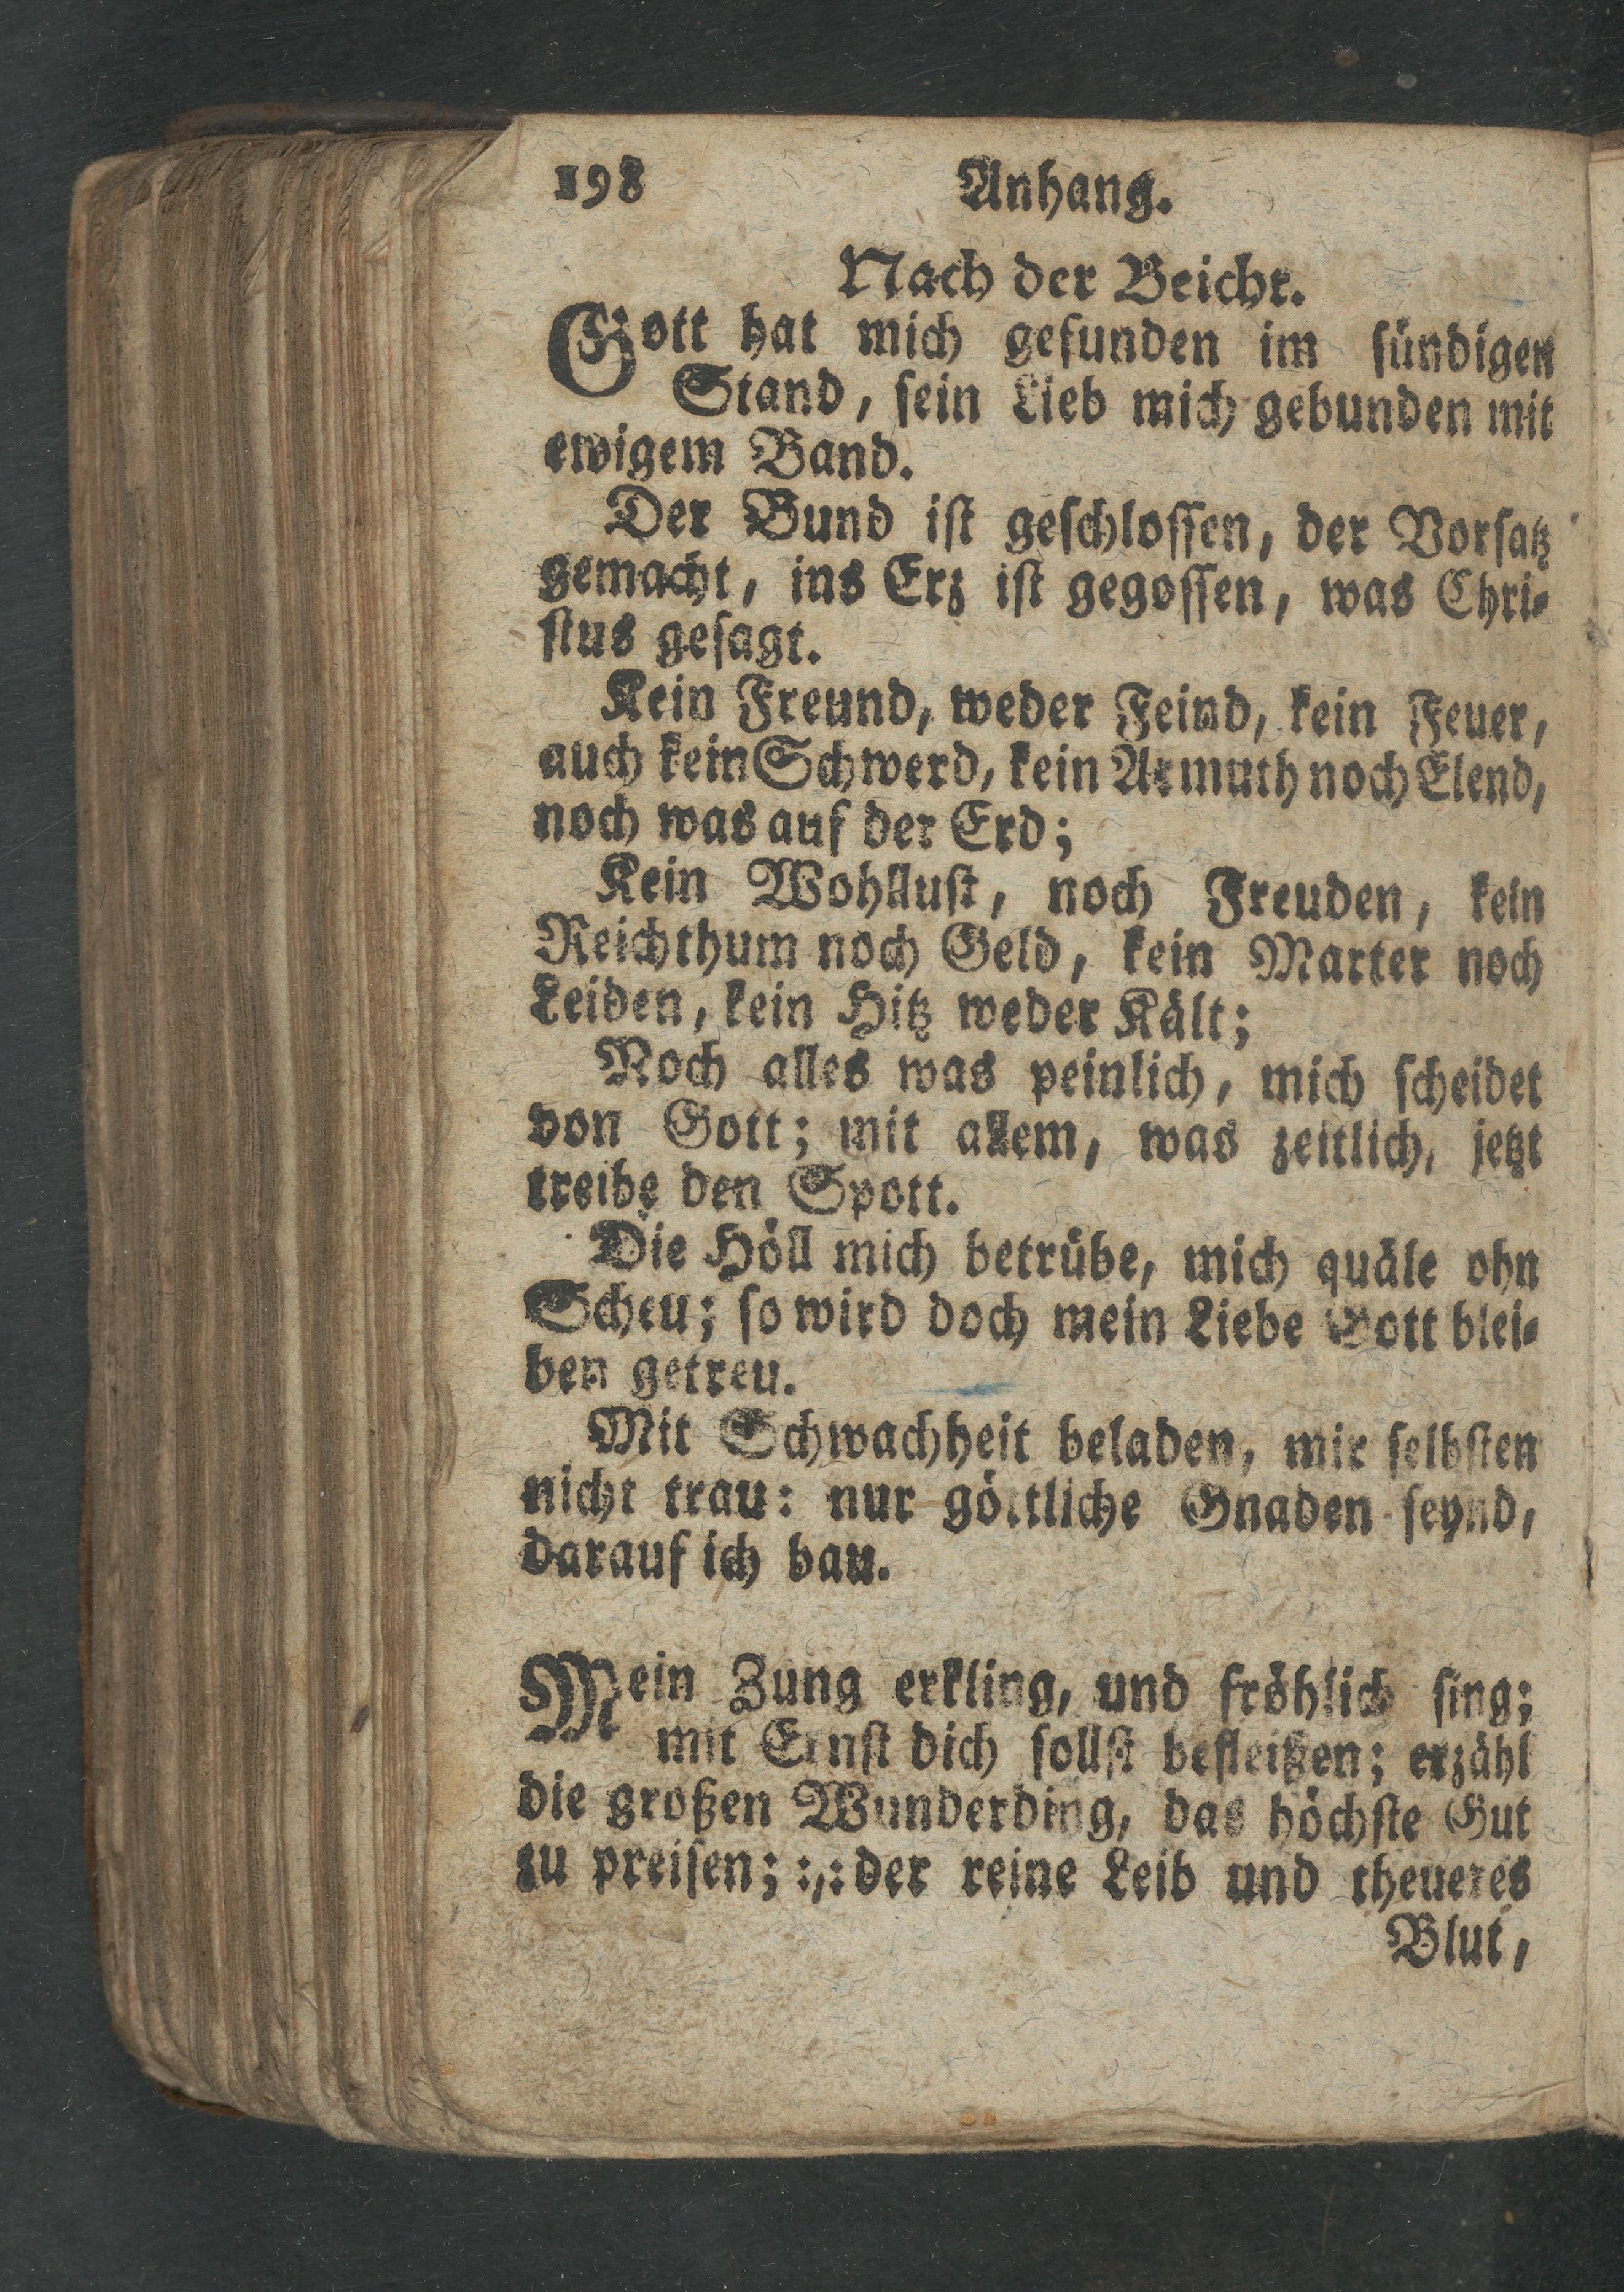 198 Anhang.
Nach der Beicht.
Gott hat mich gefunden im sündigen
Stand, sein Lieb mich gebunden mit
ewigem Band.
Der Bund ist geschlossen, der Vorsatz
gemacht, ins Erz ist gegossen, was Chri-
stus gesagt.
Kein Freund, weder Feind, kein Feuer,
auch kein Schwerd, kein Armuth noch Elend,
noch was auf der Erd;
Kein Wohllust, noch Freuden, kein
Reichthum noch Geld, kein Marter noch
Leiden, kein Hitz weder Kält;
Noch alles was peinlich, mich scheidet
von Gott; mit allem, was zeitlich, jetzt
treibe den Spott.
Die Höll mich betrübe, mich quäle ohn
Scheu; so wird doch mein Liebe Gott blei-
ben getreu.
Mit Schwachheit beladen, mir selbsten
nicht trau: nur göttliche Gnaden seynd,
darauf ich bau.
Mein Zung erkling, und fröhlich sing;
mit Ernst dich sollst befleißen; erzähl
die großen Wunderding, das höchste Gut
zu preisen; :,: der reine Leib und theueres
Blut,